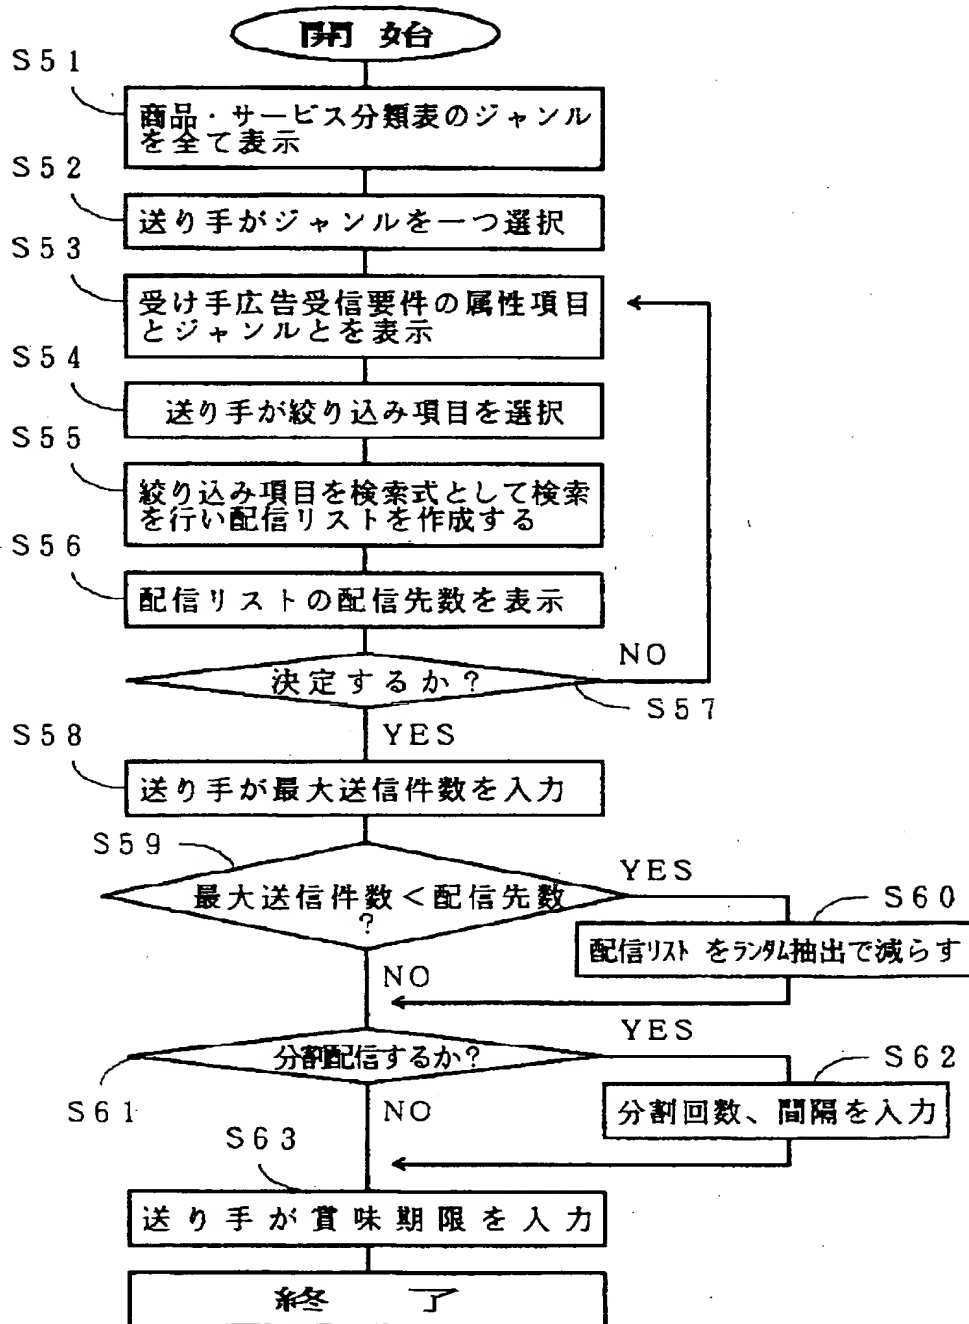 開始
S51
商品・サービス分類表のジャンル
を全て表示
S52
送り手がジャンルを一つ選択
S53
受け手広告受信要件の属性項目
とジャンルとを表示
S54
送り手が絞り込み項目を選択
S55
絞り込み項目を検索式として検索
を行い配信リストを作成する
S56
配信リストの配信先数を表示
決定するか?
NO
S57
YES
S58
送り手が最大送信件数を入力
S59
最大送信件数<配信先数
?
YES
S60
配信リストをランダム抽出で減らす
NO
分割配信するか?
YES
S61
S62
分割回数、間隔を入力
NO
S63
送り手が賞味期限を入力
終了